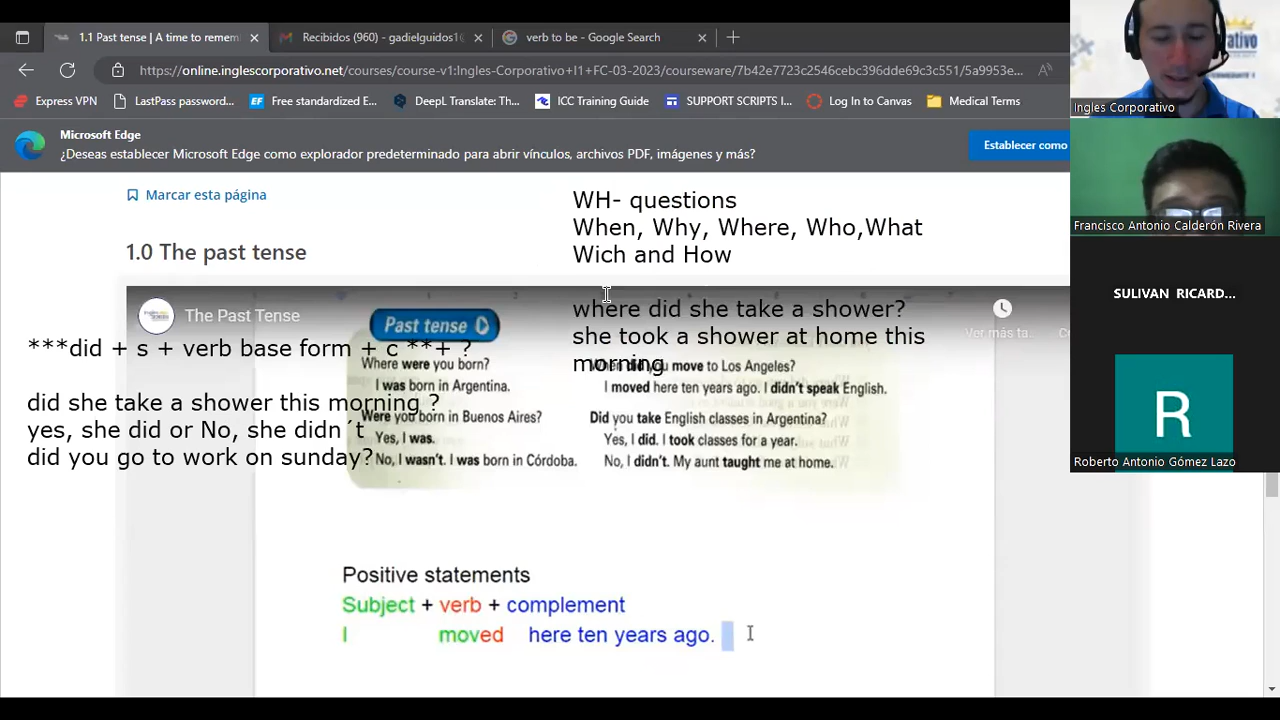 1.1 Past tense | A time to remem
Recibidos (960) - gadielguidos1
verb to be - Google Search
https://online.inglescorporativo.net/courses/course-v1:Ingles-Corporativo+I1+FC-03-2023/courseware/7b42e7723c2546cebc396dde69c3c551/5a9953e...
Express VPN
LastPass password...
EF Free standardized E...
DeepL Translate: Th...
ICC Training Guide
SUPPORT SCRIPTS I...
Log In to Canvas
Medical Terms
Microsoft Edge
¿Deseas establecer Microsoft Edge como explorador predeterminado para abrir vínculos, archivos PDF, imágenes y más?
Establecer como
Marcar esta página
1.0 The past tense
WH- questions
When, Why, Where, Who,What
Wich and How
where did she take a shower?
she took a shower at home this
morning
The Past Tense
Ver más ta...
***did + s + verb base form + c **+ ?
did she take a shower this morning ?
yes, she did or No, she didn´t
did you go to work on sunday?
Past tense
Where were you born?
I was born in Argentina.
Were you born in Buenos Aires?
Yes, I was.
No, I wasn't. I was born in Córdoba.
When did you move to Los Angeles?
I moved here ten years ago. I didn't speak English.
Did you take English classes in Argentina?
Yes, I did. I took classes for a year.
No, I didn't. My aunt taught me at home.
Positive statements
Subject + verb + complement
I moved here ten years ago.
Ingles Corporativo
Francisco Antonio Calderón Rivera
SULIVAN RICARD...
R
Roberto Antonio Gómez Lazo